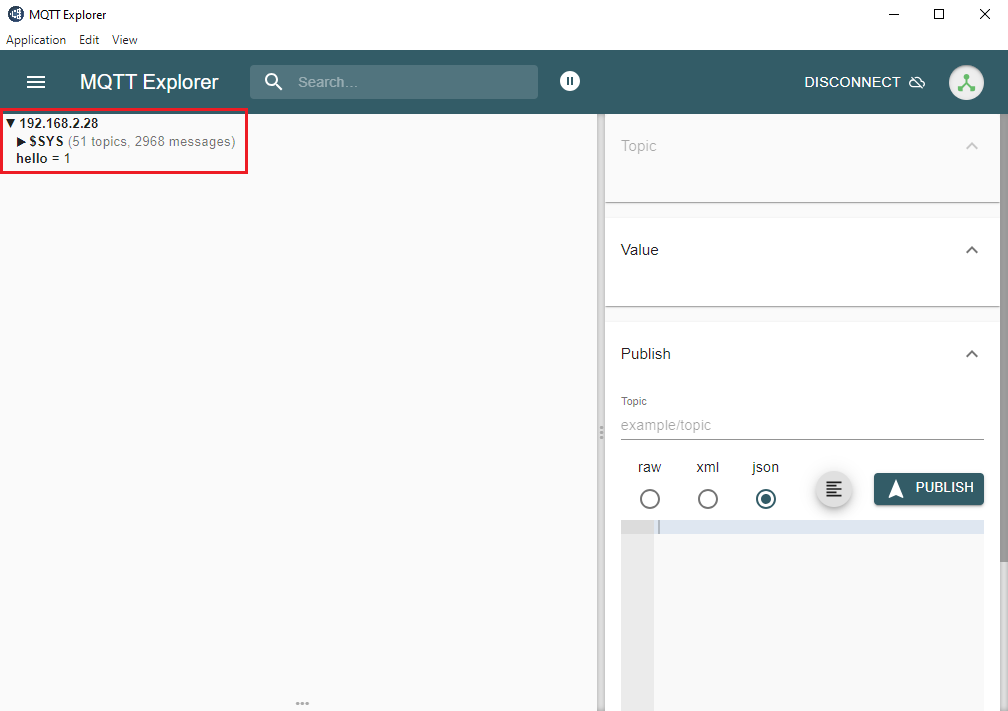 MQTT Explorer
Application Edit View
MQTT Explorer Search... DISCONNECT
▼ 192.168.2.28
▶ $SYS (51 topics, 2968 messages)
hello = 1
Topic
Value
Publish
Topic
example/topic
raw xml json
PUBLISH